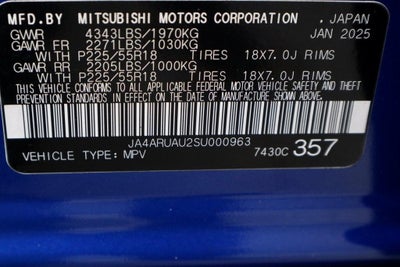 MFD.BY MITSUBISHI MOTORS CORPORATION , JAPAN
GVWR 4343LBS/1970KG JAN 2025
GAWR FR 2271LBS/1030KG
WITH P225/55R18 TIRES 18X7.0J RIMS
GAWR RR 2205LBS/1000KG
WITH P225/55R18 TIRES 18X7.0J RIMS
THIS VEHICLE CONFORMS TO ALL APPLICABLE FEDERAL MOTOR VEHICLE SAFETY
AND THEFT PREVENTION STANDARDS IN EFFECT ON THE DATE OF MANUFACTURE
JA4ARUAU2SU000963
VEHICLE TYPE:MPV 7430C 357